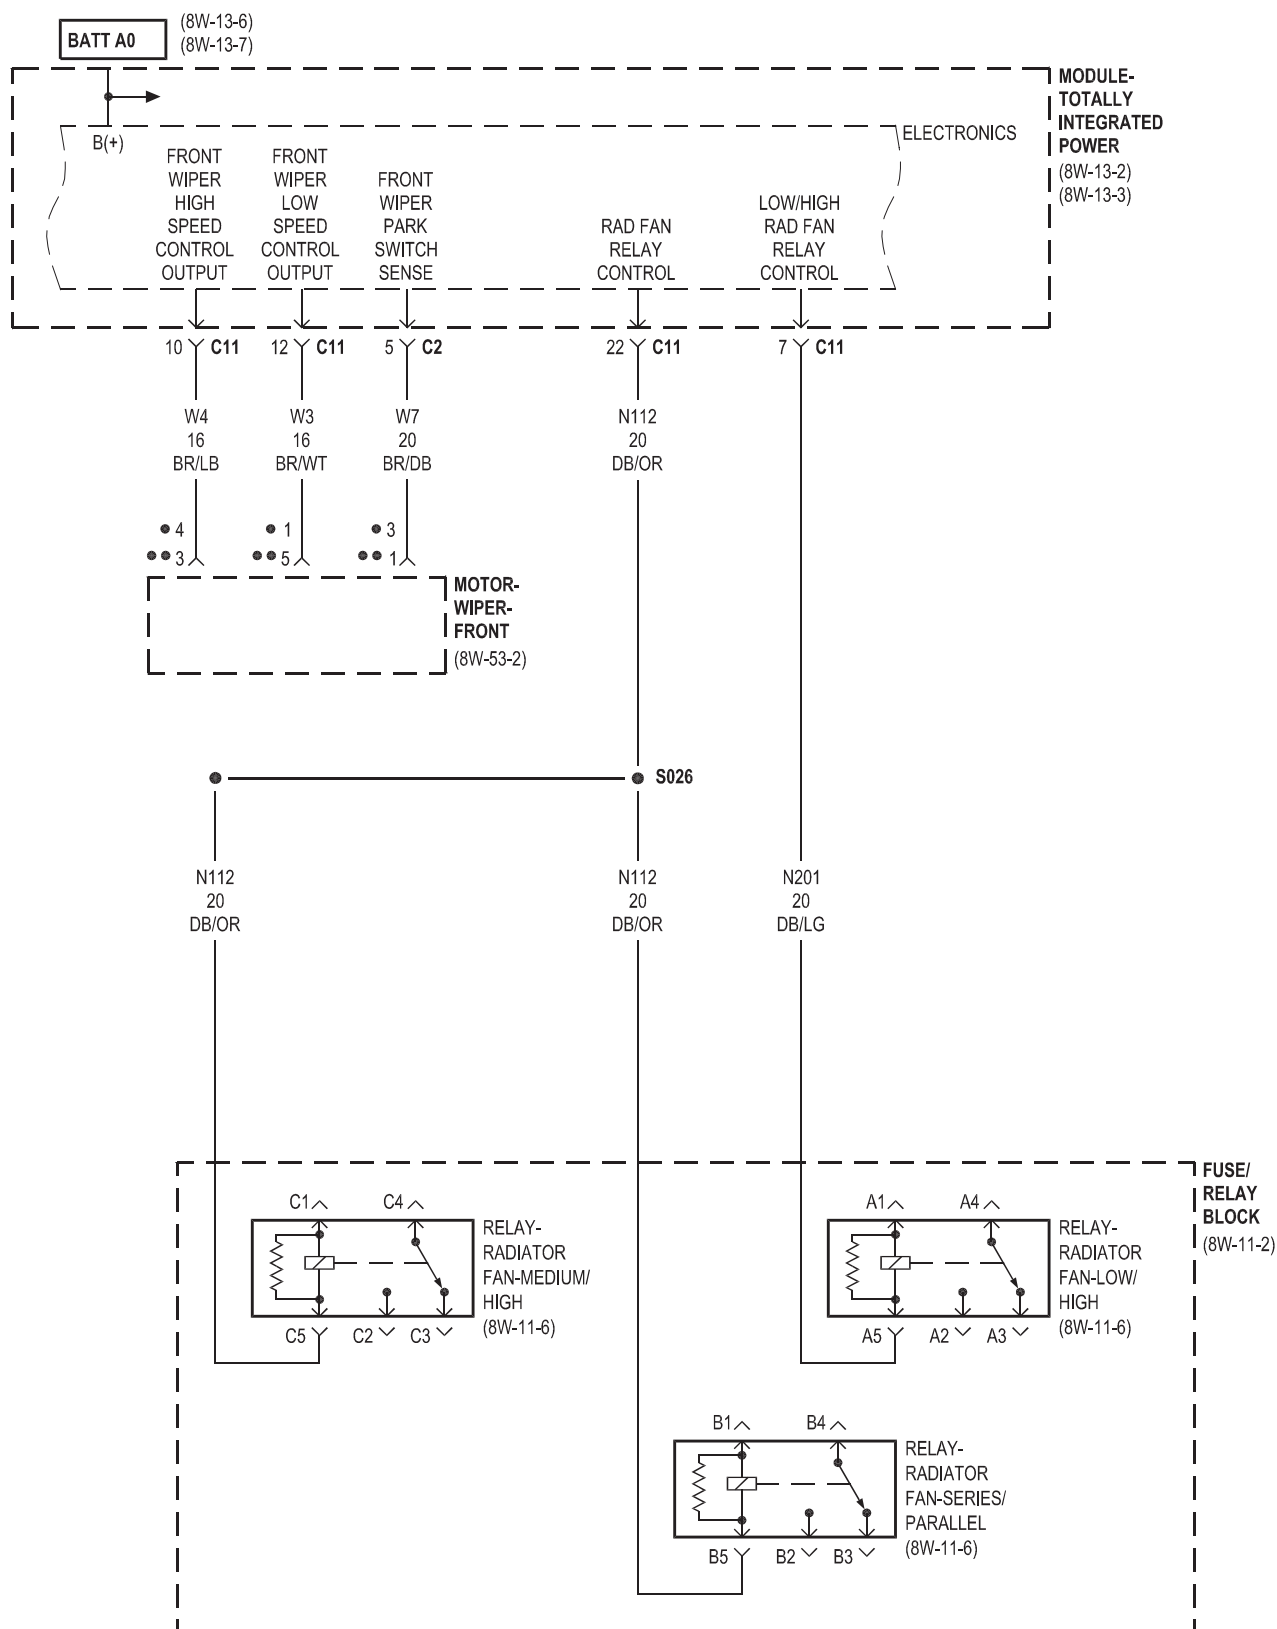 BATT A0
(8W-13-6)
(8W-13-7)
MODULE-
TOTALLY
INTEGRATED
POWER
(8W-13-2)
(8W-13-3)
ELECTRONICS
B(+)
FRONT
WIPER
HIGH
SPEED
CONTROL
OUTPUT
FRONT
WIPER
LOW
SPEED
CONTROL
OUTPUT
FRONT
WIPER
PARK
SWITCH
SENSE
RAD FAN
RELAY
CONTROL
LOW/HIGH
RAD FAN
RELAY
CONTROL
10 C11
12 C11
5 C2
22 C11
7 C11
W4
16
BR/LB
W3
16
BR/WT
W7
20
BR/DB
N112
20
DB/OR
4
3
1
5
3
1
MOTOR-
WIPER-
FRONT
(8W-53-2)
S026
N112
20
DB/OR
N112
20
DB/OR
N201
20
DB/LG
FUSE/
RELAY
BLOCK
(8W-11-2)
C1 C4
RELAY-
RADIATOR
FAN-MEDIUM/
HIGH
(8W-11-6)
C5 C2 C3
A1 A4
RELAY-
RADIATOR
FAN-LOW/
HIGH
(8W-11-6)
A5 A2 A3
B1 B4
RELAY-
RADIATOR
FAN-SERIES/
PARALLEL
(8W-11-6)
B5 B2 B3